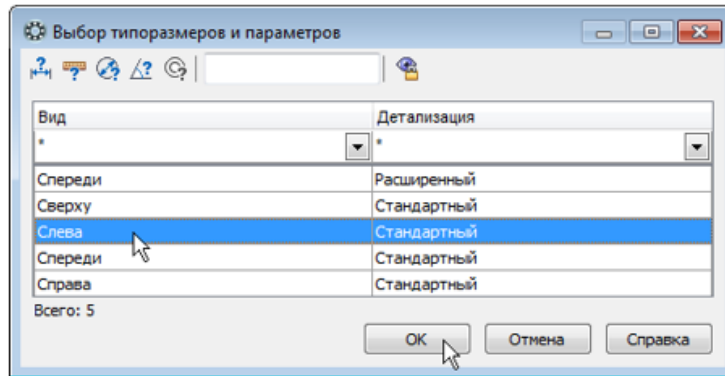 Выбор типоразмеров и параметров
Вид Детализация
* *
Спереди Расширенный
Сверху Стандартный
Слева Стандартный
Спереди Стандартный
Справа Стандартный
Всего: 5
ОК Отмена Справка